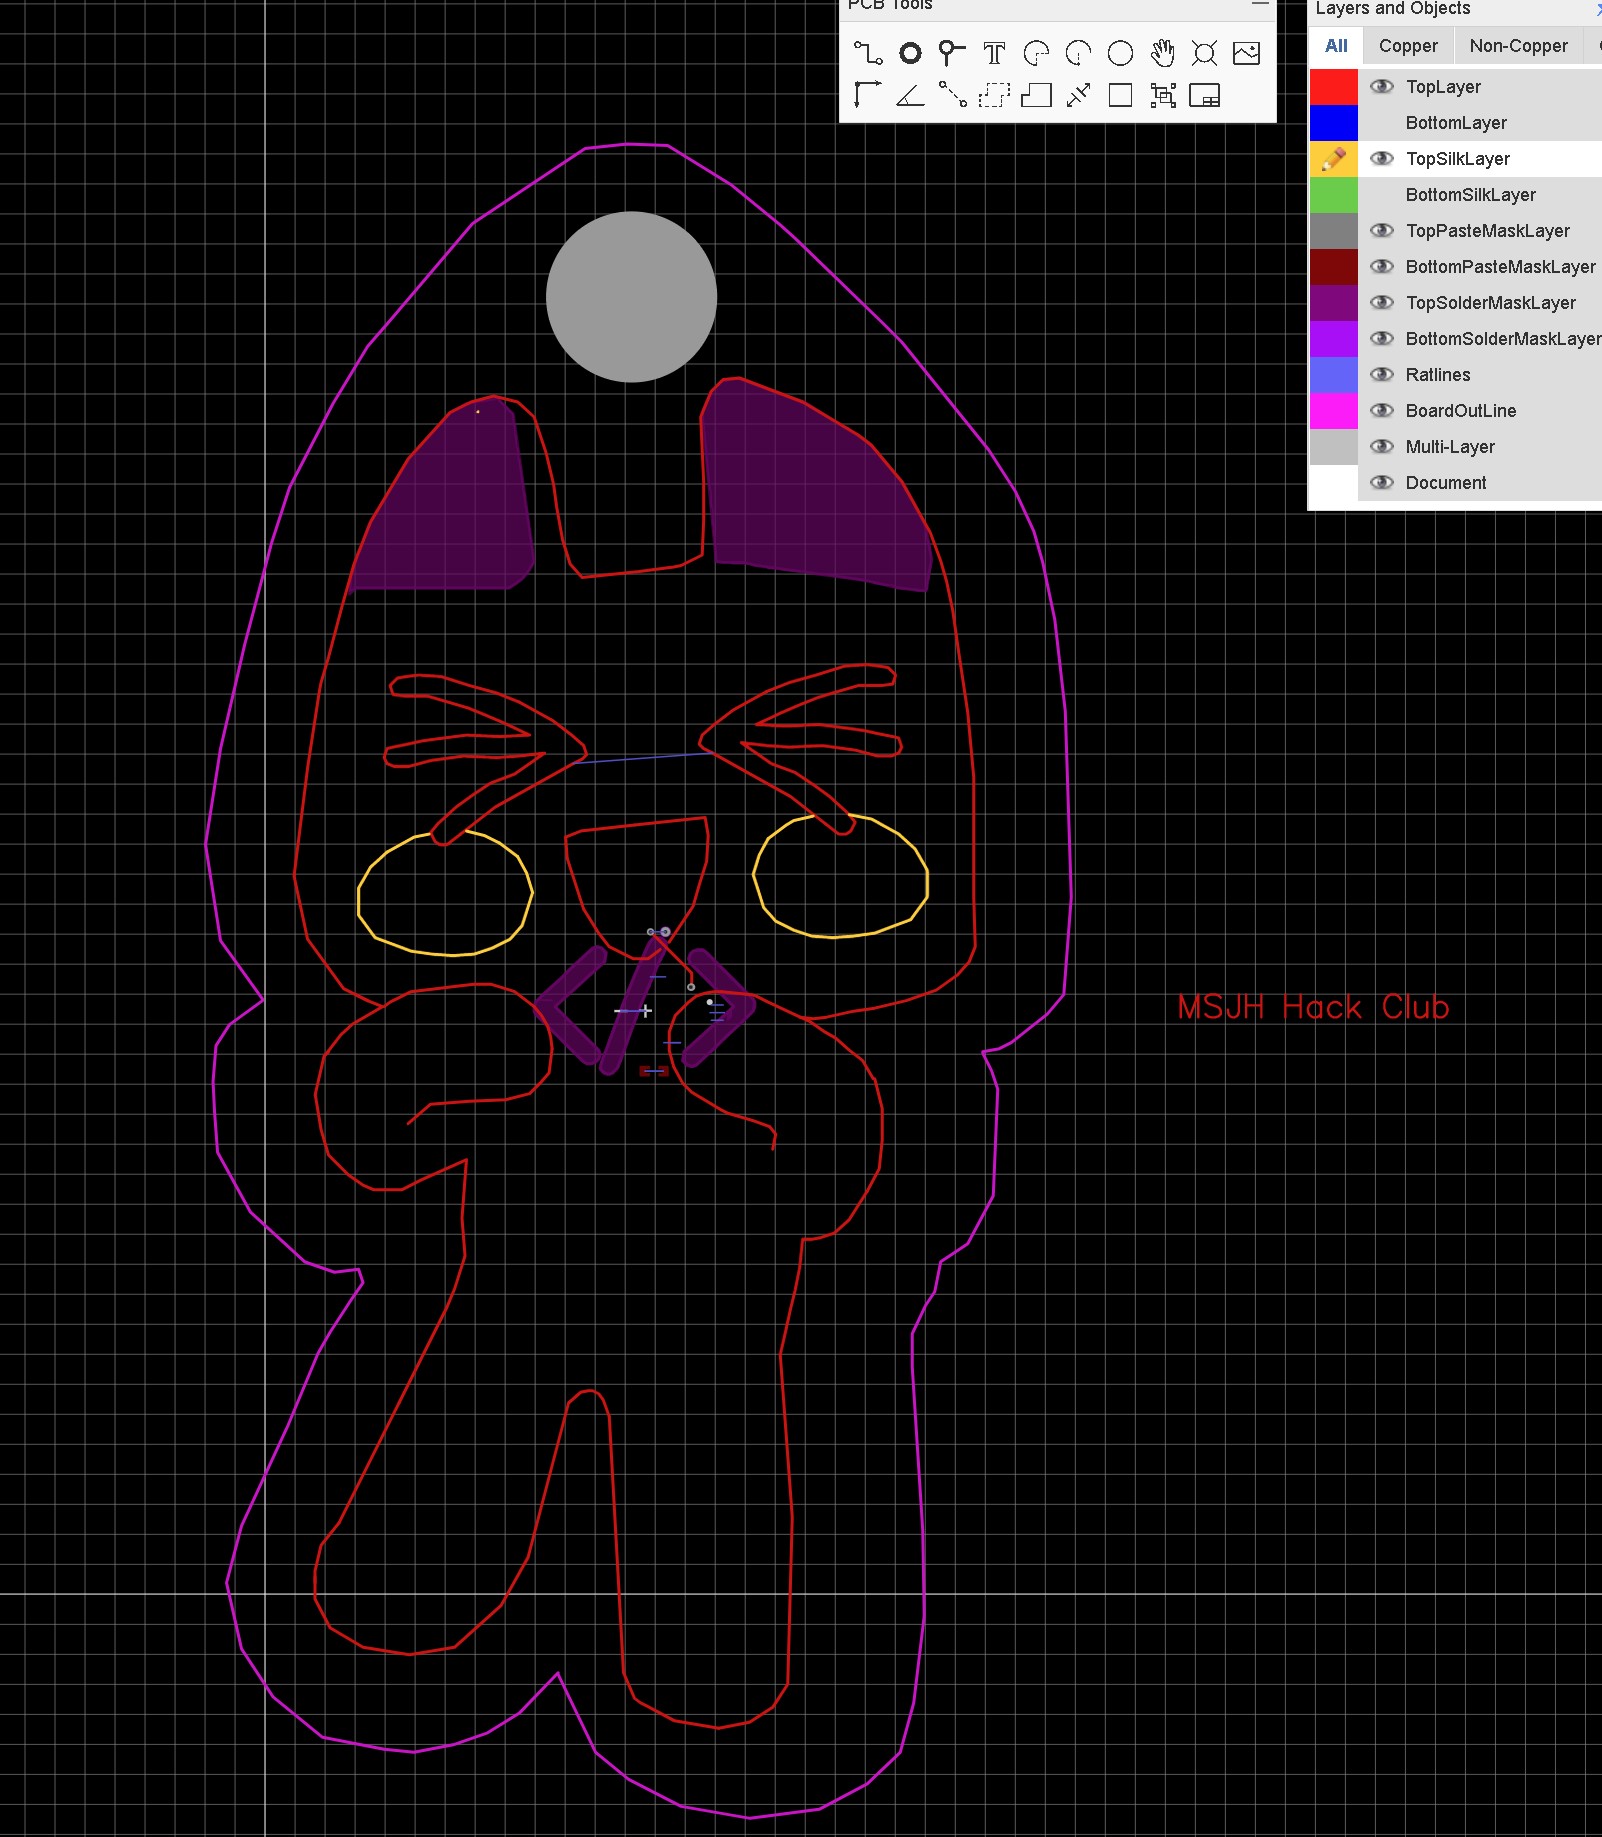 PCB Tools
Layers and Objects
All Copper Non-Copper
TopLayer
BottomLayer
TopSilkLayer
BottomSilkLayer
TopPasteMaskLayer
BottomPasteMaskLayer
TopSolderMaskLayer
BottomSolderMaskLayer
Ratlines
BoardOutLine
Multi-Layer
Document
MSJH Hack Club